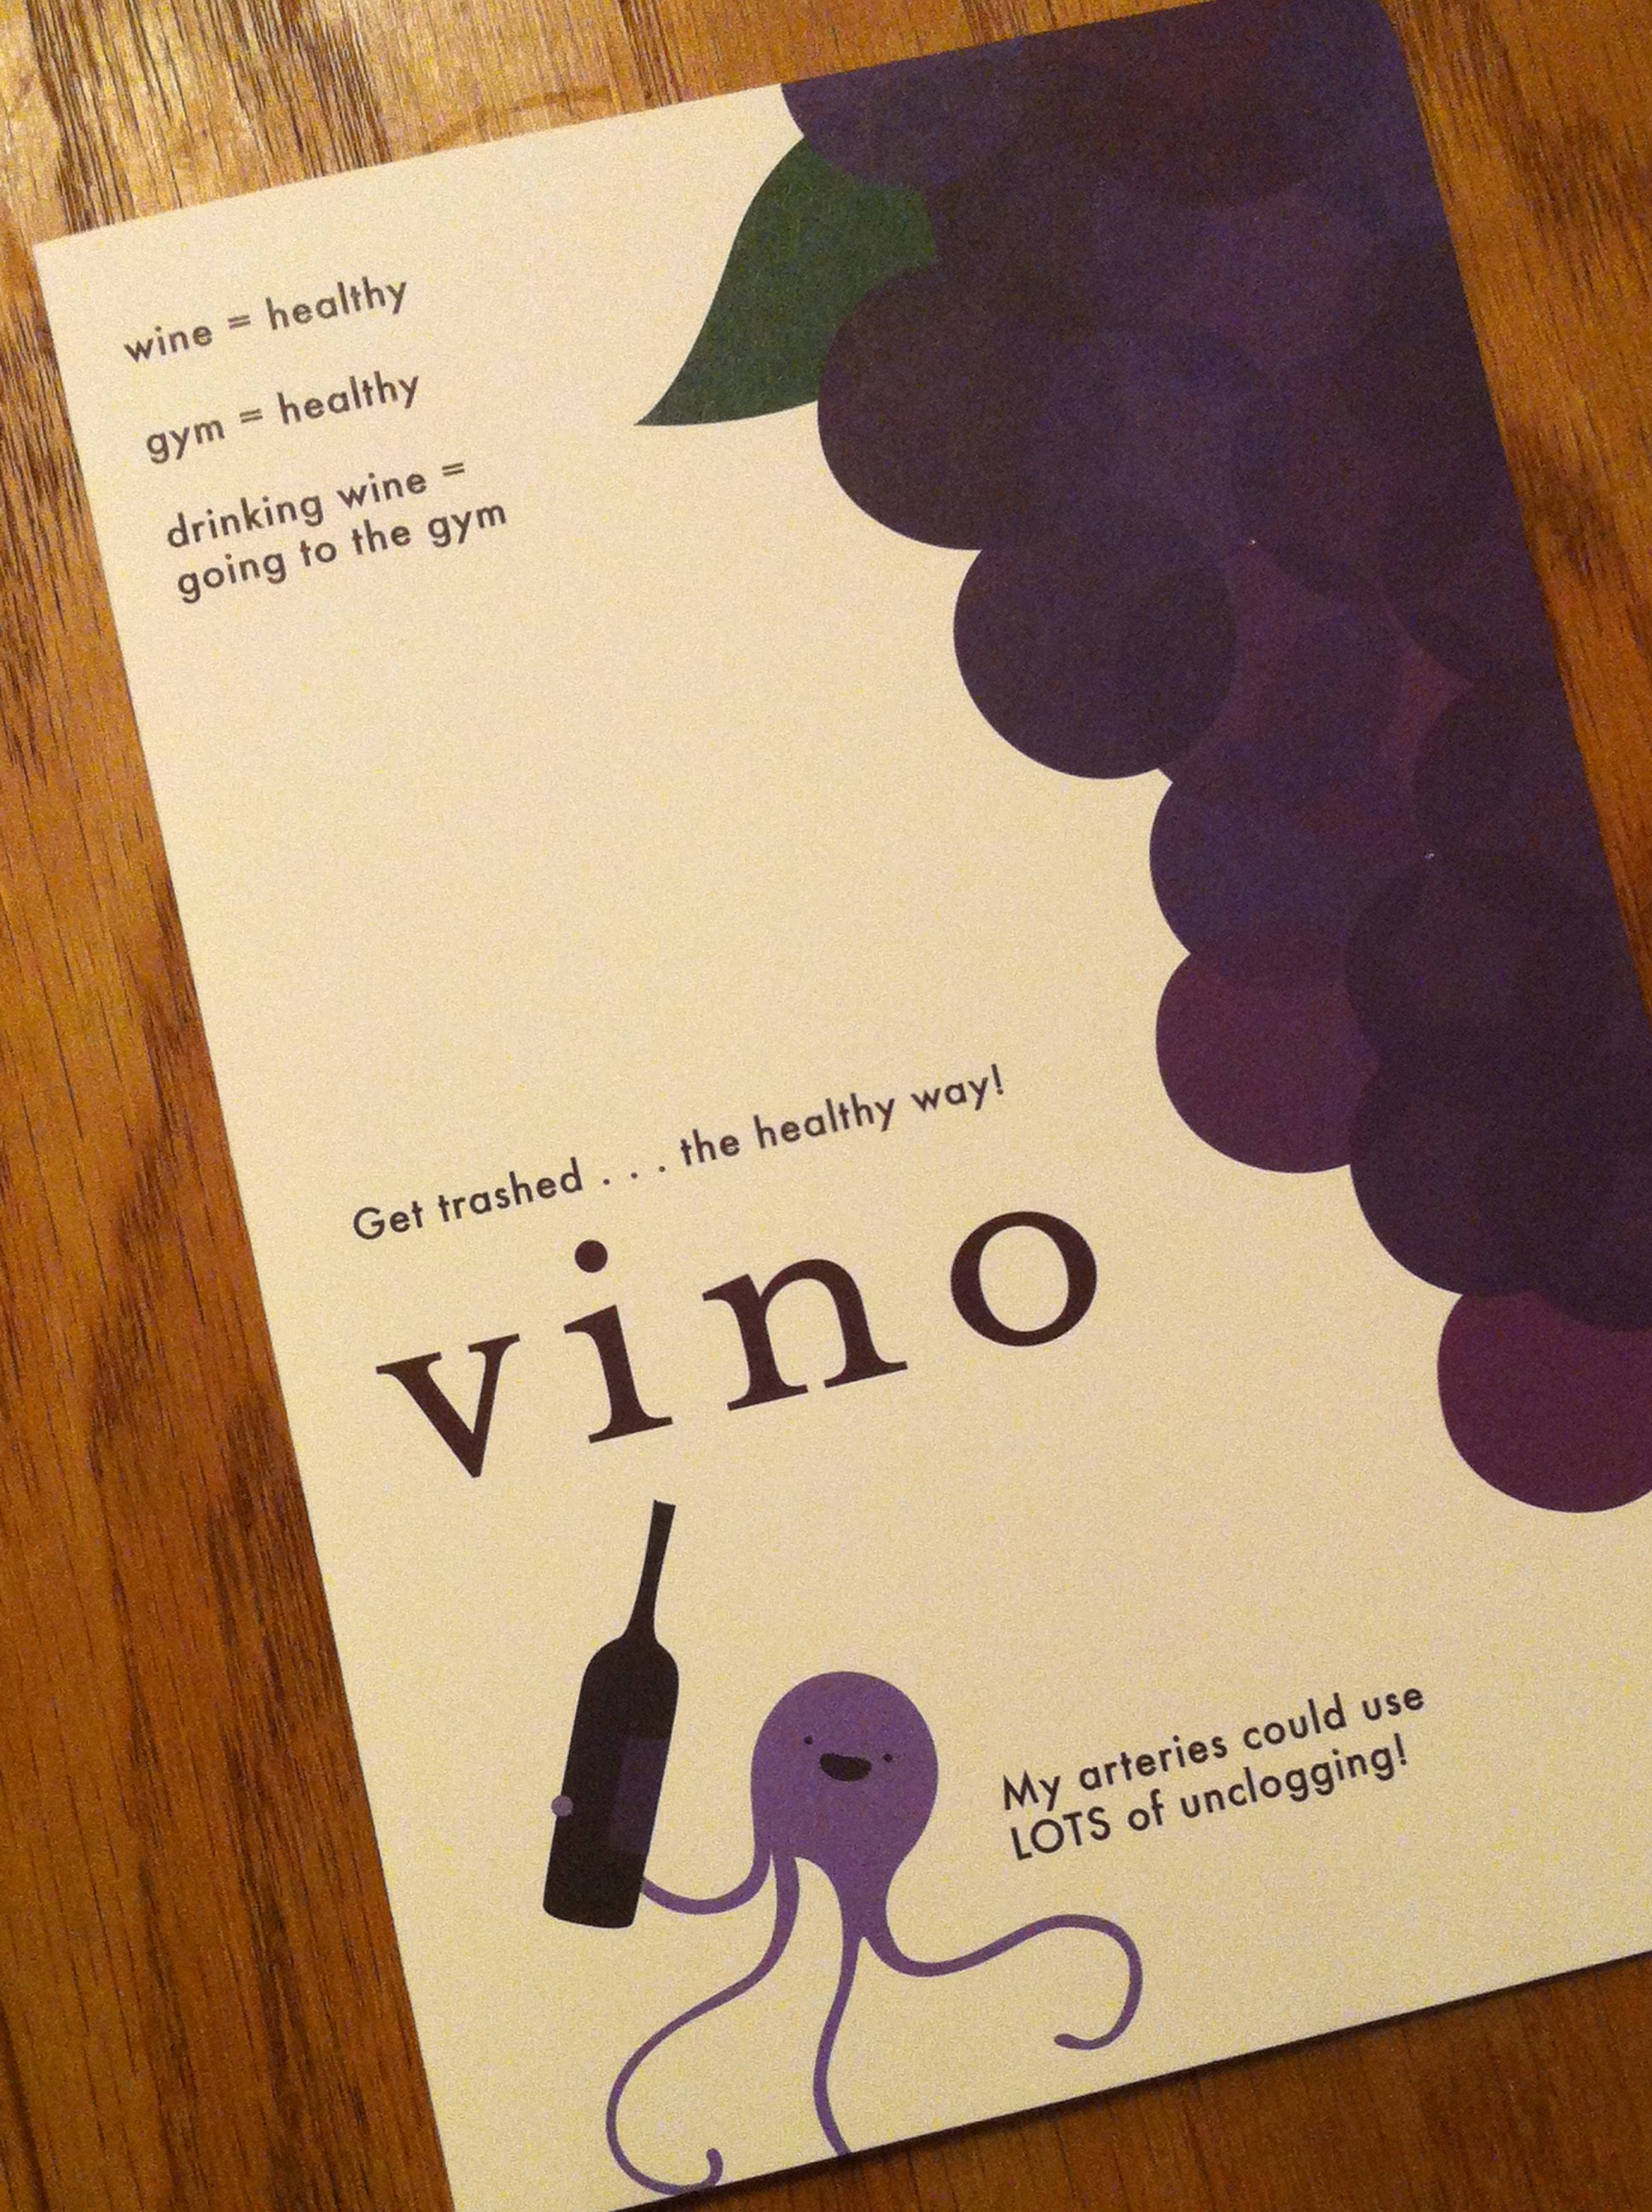 wine = healthy
gym = healthy
drinking wine =
going to the gym
Get trashed . . . the healthy way!
vino
My arteries could use
LOTS of unclogging!